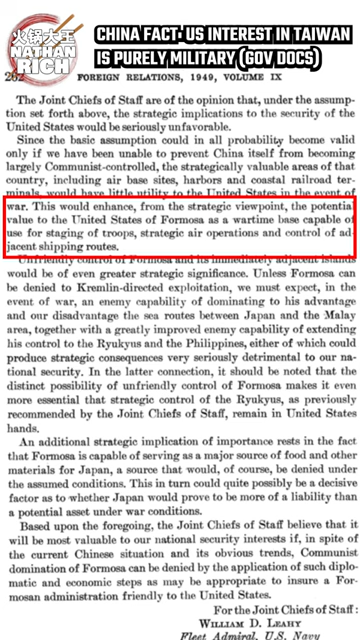 火锅大王
NATHAN
RICH
CHINA FACT- US INTEREST IN TAIWAN
IS PURELY MILITARY (GOV DOCS)
262 FOREIGN RELATIONS, 1949, VOLUME IX
The Joint Chiefs of Staff are of the opinion that, under the assump-
tion set forth above, the strategic implications to the security of the
United States would be seriously unfavorable.
Since the basic assumption could in all probability become valid
only if we have been unable to prevent China itself from becoming
largely Communist-controlled, the strategically valuable areas of that
country, including air base sites, harbors and coastal railroad ter-
minals, would have little utility to the United States in the event of
war. This would enhance, from the strategic viewpoint, the potential
value to the United States of Formosa as a wartime base capable of
use for staging of troops, strategic air operations and control of ad-
jacent shipping routes.
Unfriendly control of Formosa and its immediately adjacent islands
would be of even greater strategic significance. Unless Formosa can
be denied to Kremlin-directed exploitation, we must expect, in the
event of war, an enemy capability of dominating to his advantage
and our disadvantage the sea routes between Japan and the Malay
area, together with a greatly improved enemy capability of extending
his control to the Ryukyus and the Philippines, either of which could
produce strategic consequences very seriously detrimental to our na-
tional security. In the latter connection, it should be noted that the
distinct possibility of unfriendly control of Formosa makes it even
more essential that strategic control of the Ryukyus, as previously
recommended by the Joint Chiefs of Staff, remain in United States
hands.
An additional strategic implication of importance rests in the fact
that Formosa is capable of serving as a major source of food and other
materials for Japan, a source that would, of course, be denied under
the assumed conditions. This in turn could quite possibly be a decisive
factor as to whether Japan would prove to be more of a liability than
a potential asset under war conditions.
Based upon the foregoing, the Joint Chiefs of Staff believe that it
will be most valuable to our national security interests if, in spite of
the current Chinese situation and its obvious trends, Communist
domination of Formosa can be denied by the application of such diplo-
matic and economic steps as may be appropriate to insure a For-
mosan administration friendly to the United States.
For the Joint Chiefs of Staff:
WILLIAM D. LEAHY
Fleet Admiral, U.S. Navy